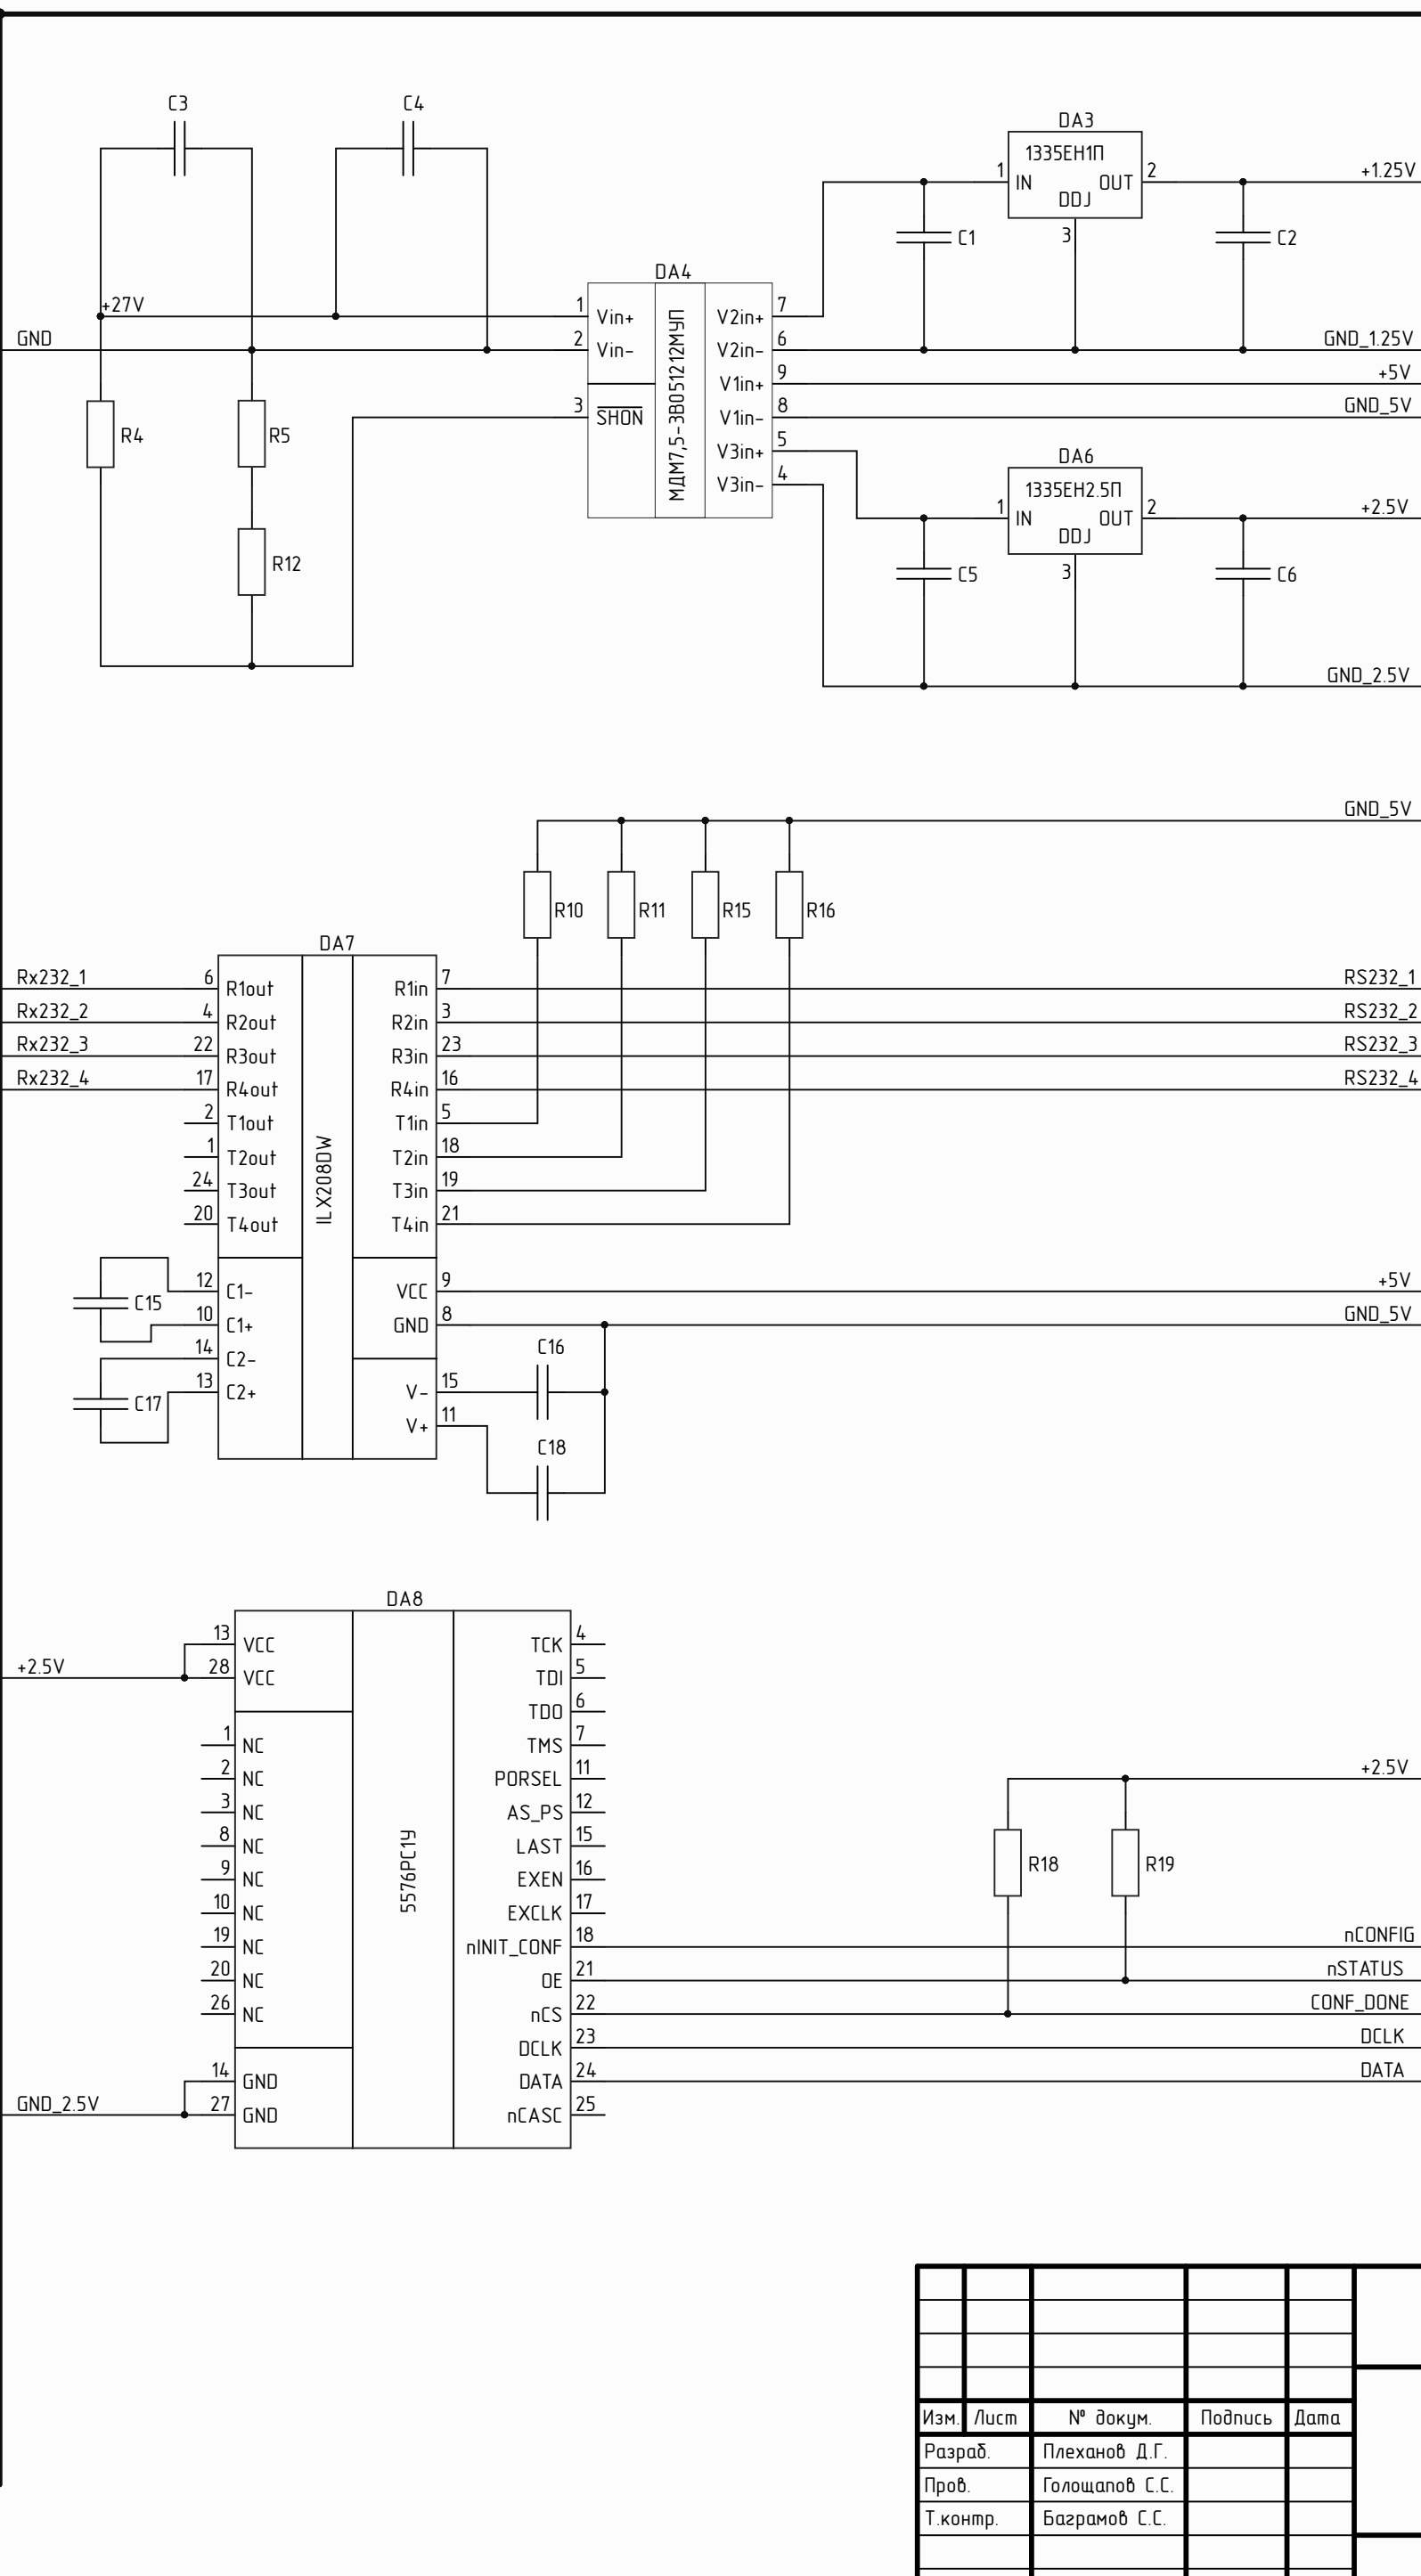 C3
C4
DA3
1335ЕН1П
1
IN
OUT
2
DDJ
3
+1.25V
C1
C2
DA4
+27V
GND
1
Vin+
2
Vin-
3
SHON
МДМ7,5-3В051212МУП
V2in+
7
V2in-
6
V1in+
9
V1in-
8
V3in+
5
V3in-
4
GND_1.25V
+5V
GND_5V
R4
R5
R12
DA6
1335ЕН2.5П
1
IN
OUT
2
DDJ
3
+2.5V
C5
C6
GND_2.5V
GND_5V
R10
R11
R15
R16
DA7
Rx232_1
6
R1out
R1in
7
RS232_1
Rx232_2
4
R2out
R2in
3
RS232_2
Rx232_3
22
R3out
R3in
23
RS232_3
Rx232_4
17
R4out
R4in
16
RS232_4
2
T1out
T1in
5
1
T2out
T2in
18
24
T3out
T3in
19
20
T4out
T4in
21
ILX208DW
12
C1-
VCC
9
+5V
C15
10
C1+
GND
8
GND_5V
14
C2-
C16
C17
13
C2+
V-
15
V+
11
C18
DA8
13
VCC
TCK
4
+2.5V
28
VCC
TDI
5
TDO
6
1
NC
TMS
7
2
NC
PORSEL
11
+2.5V
3
NC
AS_PS
12
8
NC
LAST
15
5576РС1У
R18
R19
9
NC
EXEN
16
10
NC
EXCLK
17
19
NC
nINIT_CONF
18
nCONFIG
20
NC
OE
21
nSTATUS
26
NC
nCS
22
CONF_DONE
DCLK
23
DCLK
14
GND
DATA
24
DATA
GND_2.5V
27
GND
nCASC
25
Изм. Лист № докум. Подпись Дата
Разраб. Плеханов Д.Г.
Пров. Голощапов С.С.
Т.контр. Баграмов С.С.